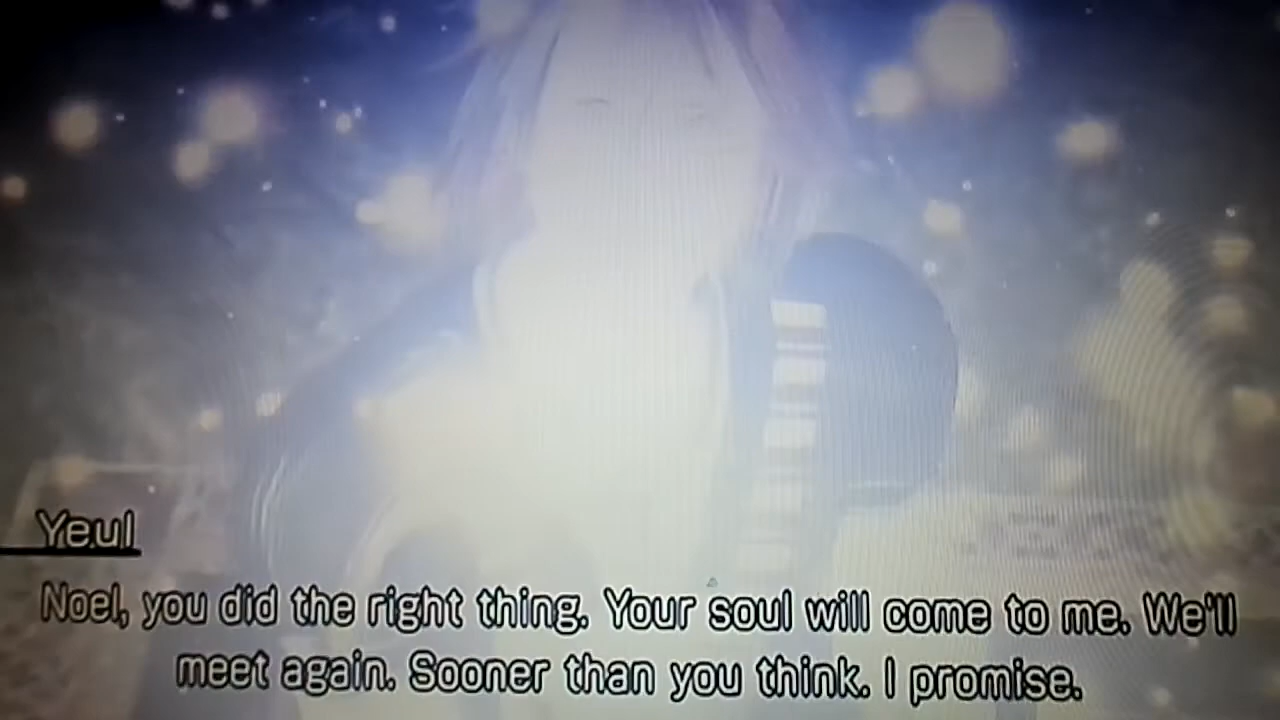 Yeul
Noel, you did the right thing. Your soul will come to me. We'll
meet again. Sooner than you think. I promise.